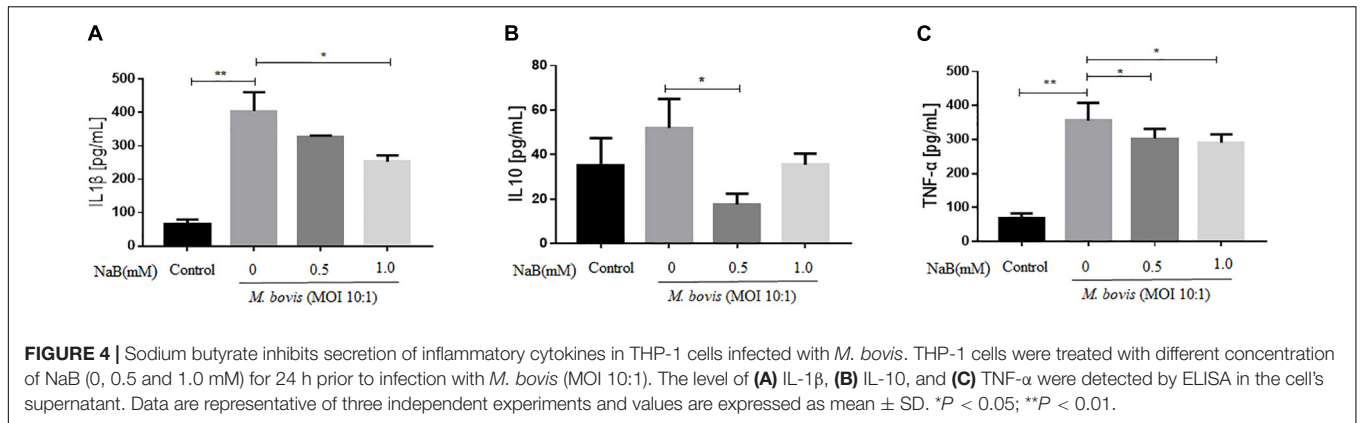 A
B
C
**
*
500
400
300
200
100
0
IL1β [pg/mL]
NaB(mM) Control 0 0.5 1.0
M. bovis (MOI 10:1)
*
80
60
40
20
0
IL10 [pg/mL]
NaB(mM) Control 0 0.5 1.0
M. bovis (MOI 10:1)
*
**
*
500
400
300
200
100
0
TNF-α [pg/mL]
NaB(mM) Control 0 0.5 1.0
M. bovis (MOI 10:1)
FIGURE 4 | Sodium butyrate inhibits secretion of inflammatory cytokines in THP-1 cells infected with M. bovis. THP-1 cells were treated with different concentration
of NaB (0, 0.5 and 1.0 mM) for 24 h prior to infection with M. bovis (MOI 10:1). The level of (A) IL-1β, (B) IL-10, and (C) TNF-α were detected by ELISA in the cell's
supernatant. Data are representative of three independent experiments and values are expressed as mean ± SD. *P < 0.05; **P < 0.01.